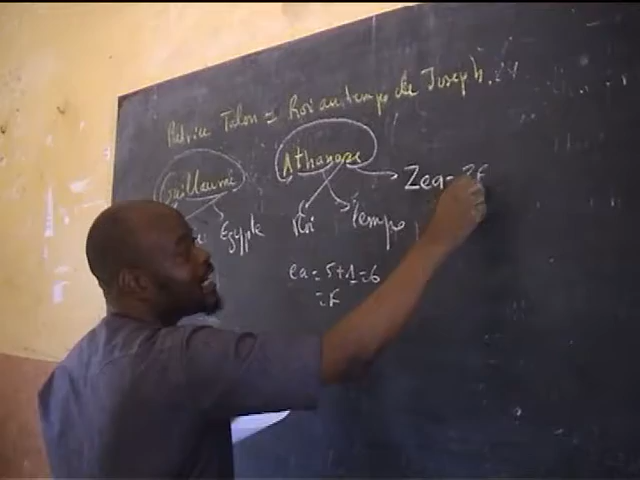 Patrice Talon = Roi au temps de Joseph
Guillaume Athanase Zea=
Egypte Roi temps
ea=5+1=6
=F